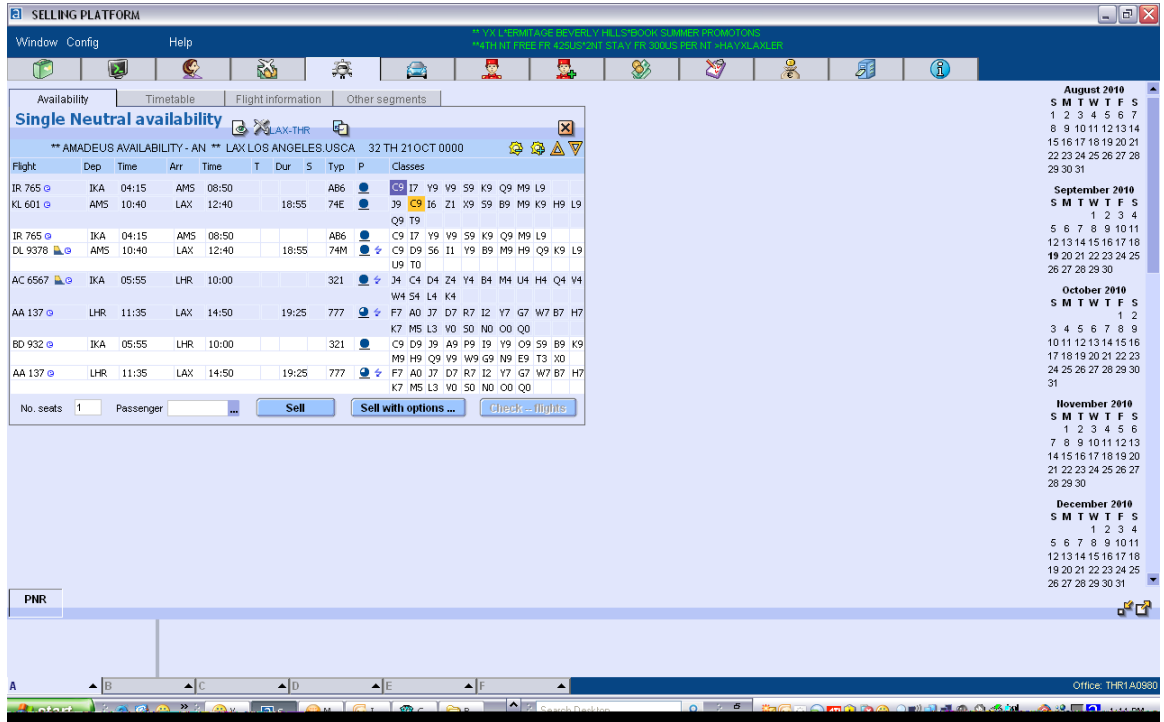 SELLING PLATFORM
Window Config Help
** YX L*ERMITAGE BEVERLY HILLS*BOOK SUMMER PROMOTONS
**4TH NT FREE FR 425US*2NT STAY FR 300US PER NT >HAYXLAXLER
Availability Timetable Flight information Other segments
Single Neutral availability LAX-THR
** AMADEUS AVAILABILITY - AN ** LAX LOS ANGELES.USCA 32 TH 21OCT 0000
Flight Dep Time Arr Time T Dur S Typ P Classes
IR 765 IKA 04:15 AMS 08:50 AB6 C9 I7 Y9 V9 S9 K9 Q9 M9 L9
KL 601 AMS 10:40 LAX 12:40 18:55 74E J9 C9 I6 Z1 X9 S9 B9 M9 K9 H9 L9
Q9 T9
IR 765 IKA 04:15 AMS 08:50 AB6 C9 I7 Y9 V9 S9 K9 Q9 M9 L9
DL 9378 AMS 10:40 LAX 12:40 18:55 74M C9 D9 S6 I1 Y9 B9 M9 H9 Q9 K9 L9
U9 T0
AC 6567 IKA 05:55 LHR 10:00 321 J4 C4 D4 Z4 Y4 B4 M4 U4 H4 Q4 V4
W4 S4 L4 K4
AA 137 LHR 11:35 LAX 14:50 19:25 777 F7 A0 J7 D7 R7 I2 Y7 G7 W7 B7 H7
K7 M5 L3 V0 S0 N0 O0 Q0
BD 932 IKA 05:55 LHR 10:00 321 C9 D9 J9 A9 P9 I9 Y9 O9 S9 B9 K9
M9 H9 Q9 V9 W9 G9 N9 E9 T3 X0
AA 137 LHR 11:35 LAX 14:50 19:25 777 F7 A0 J7 D7 R7 I2 Y7 G7 W7 B7 H7
K7 M5 L3 V0 S0 N0 O0 Q0
No. seats 1 Passenger ... Sell Sell with options ... Check -- flights
August 2010
S M T W T F S
1 2 3 4 5 6 7
8 9 10 11 12 13 14
15 16 17 18 19 20 21
22 23 24 25 26 27 28
29 30 31
September 2010
S M T W T F S
1 2 3 4
5 6 7 8 9 10 11
12 13 14 15 16 17 18
19 20 21 22 23 24 25
26 27 28 29 30
October 2010
S M T W T F S
1 2
3 4 5 6 7 8 9
10 11 12 13 14 15 16
17 18 19 20 21 22 23
24 25 26 27 28 29 30
31
November 2010
S M T W T F S
1 2 3 4 5 6
7 8 9 10 11 12 13
14 15 16 17 18 19 20
21 22 23 24 25 26 27
28 29 30
December 2010
S M T W T F S
1 2 3 4
5 6 7 8 9 10 11
12 13 14 15 16 17 18
19 20 21 22 23 24 25
26 27 28 29 30 31
PNR
A B C D E F
Office: THR1A0980
start Search Desktop 1:14 PM